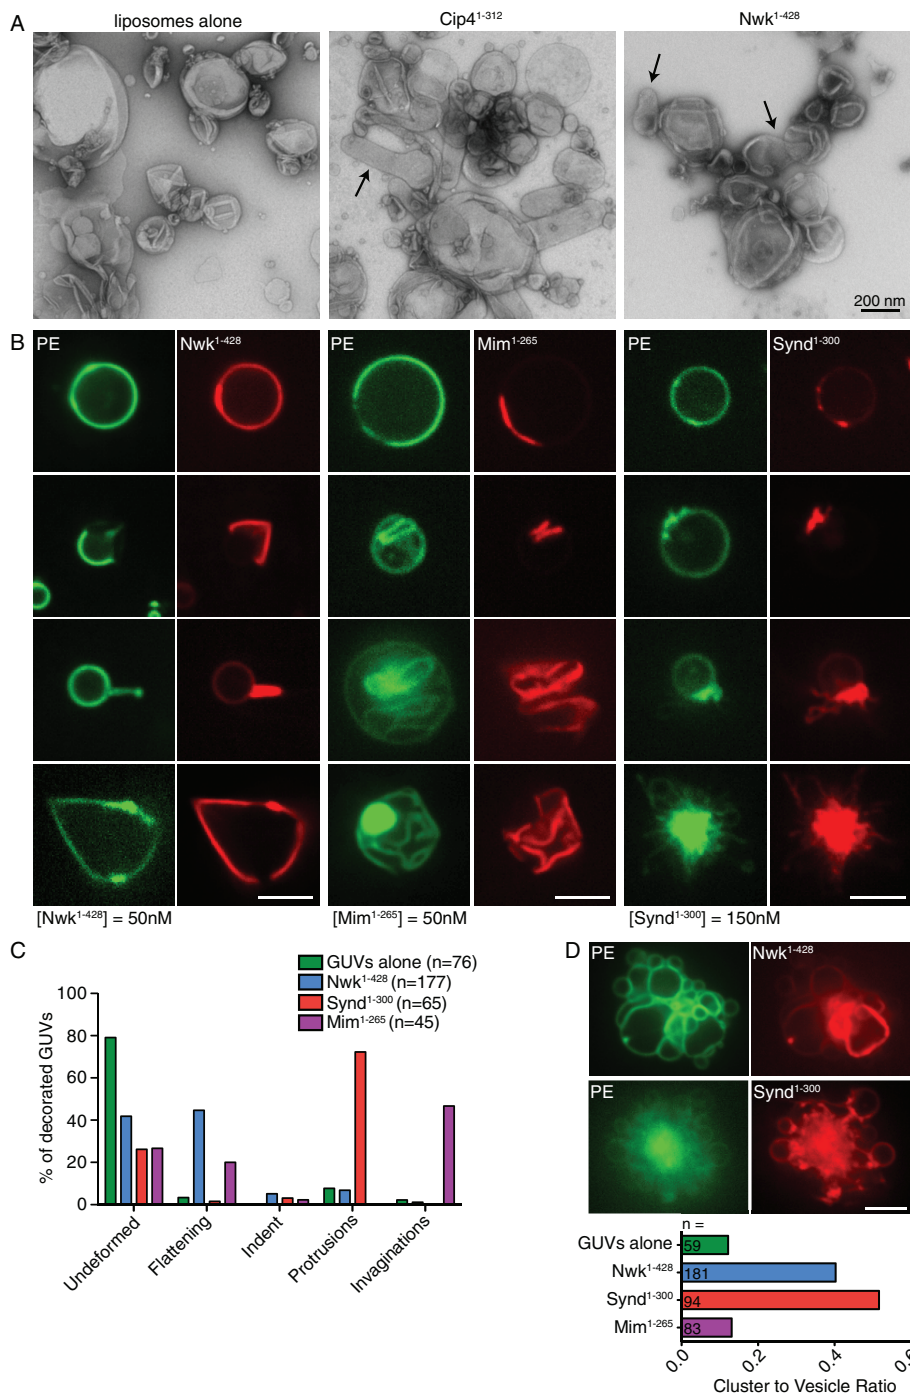 A
liposomes alone
Cip4¹⁻³¹²
Nwk¹⁻⁴²⁸
200 nm
B
PE
Nwk¹⁻⁴²⁸
PE
Mim¹⁻²⁶⁵
PE
Synd¹⁻³⁰⁰
[Nwk¹⁻⁴²⁸] = 50nM
[Mim¹⁻²⁶⁵] = 50nM
[Synd¹⁻³⁰⁰] = 150nM
C
GUVs alone (n=76)
Nwk¹⁻⁴²⁸ (n=177)
Synd¹⁻³⁰⁰ (n=65)
Mim¹⁻²⁶⁵ (n=45)
% of decorated GUVs
100
80
60
40
20
0
Undeformed
Flattening
Indent
Protrusions
Invaginations
D
PE
Nwk¹⁻⁴²⁸
PE
Synd¹⁻³⁰⁰
n =
GUVs alone 59
Nwk¹⁻⁴²⁸ 181
Synd¹⁻³⁰⁰ 94
Mim¹⁻²⁶⁵ 83
0.0 0.2 0.4
Cluster to Vesicle Ratio